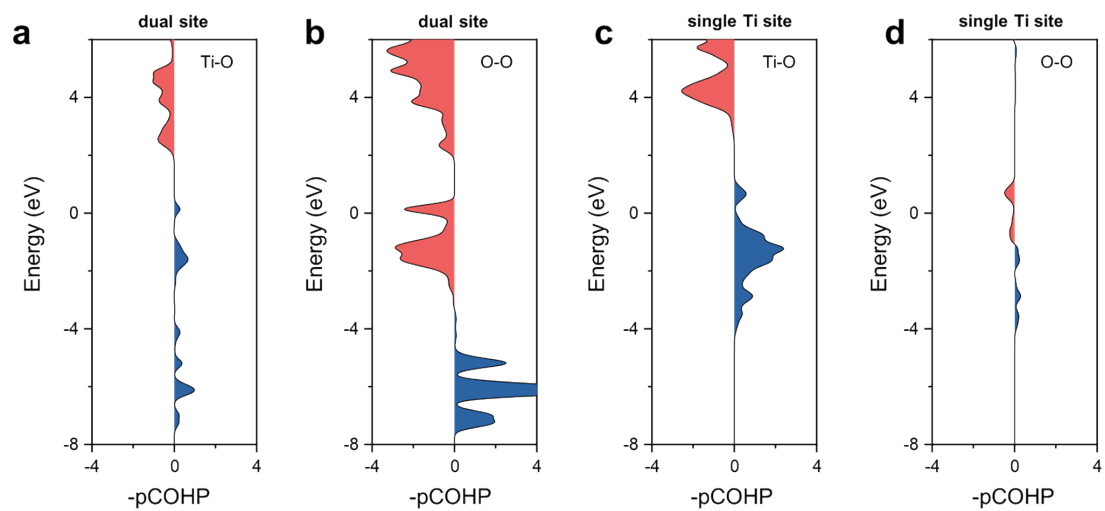 a
dual site
Ti-O
4
0
-4
-8
Energy (eV)
-4
0
4
-pCOHP
b
dual site
O-O
4
0
-4
-8
Energy (eV)
-4
0
4
-pCOHP
c
single Ti site
Ti-O
4
0
-4
-8
Energy (eV)
-4
0
4
-pCOHP
d
single Ti site
O-O
4
0
-4
-8
Energy (eV)
-4
0
4
-pCOHP